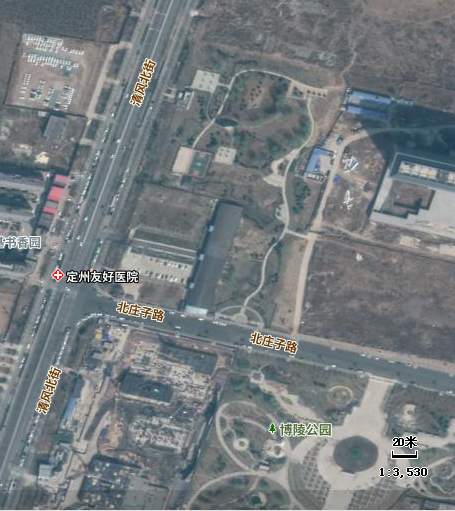 清风北街
书香园
定州友好医院
北庄子路
北庄子路
清风北街
博陵公园
20米
1:3,530